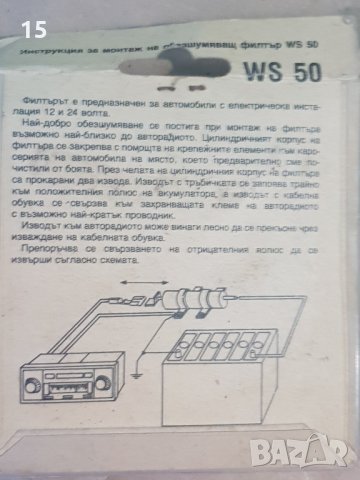 15
Инструкция за монтаж на обезшумяващ филтър WS 50
WS 50
Филтърът е предназначен за автомобили с електрическа инста-
лация 12 и 24 волта.
Най-добро обезшумяване се постига при монтаж на филтъра
възможно най-близко до авторадиото. Цилиндричният корпус на
филтъра се закрепва с помощта на крепежните елементи към каро-
серията на автомобила на място, което предварително сме по-
чистили от боята. През челата на цилиндричния корпус на филтъра
са прокарани два извода. Изводът с тръбичката се запоява трайно
към положителния полюс на акумулатора, а изводът с кабелна
обувка се свързва към захранващата клема на авторадиото
с възможно най-кратък проводник.
Изводът към авторадиото може винаги лесно да се прекъсне чрез
изваждане на кабелната обувка.
Препоръчва се свързването на отрицателния полюс да се
извърши съгласно схемата.
BAZAR